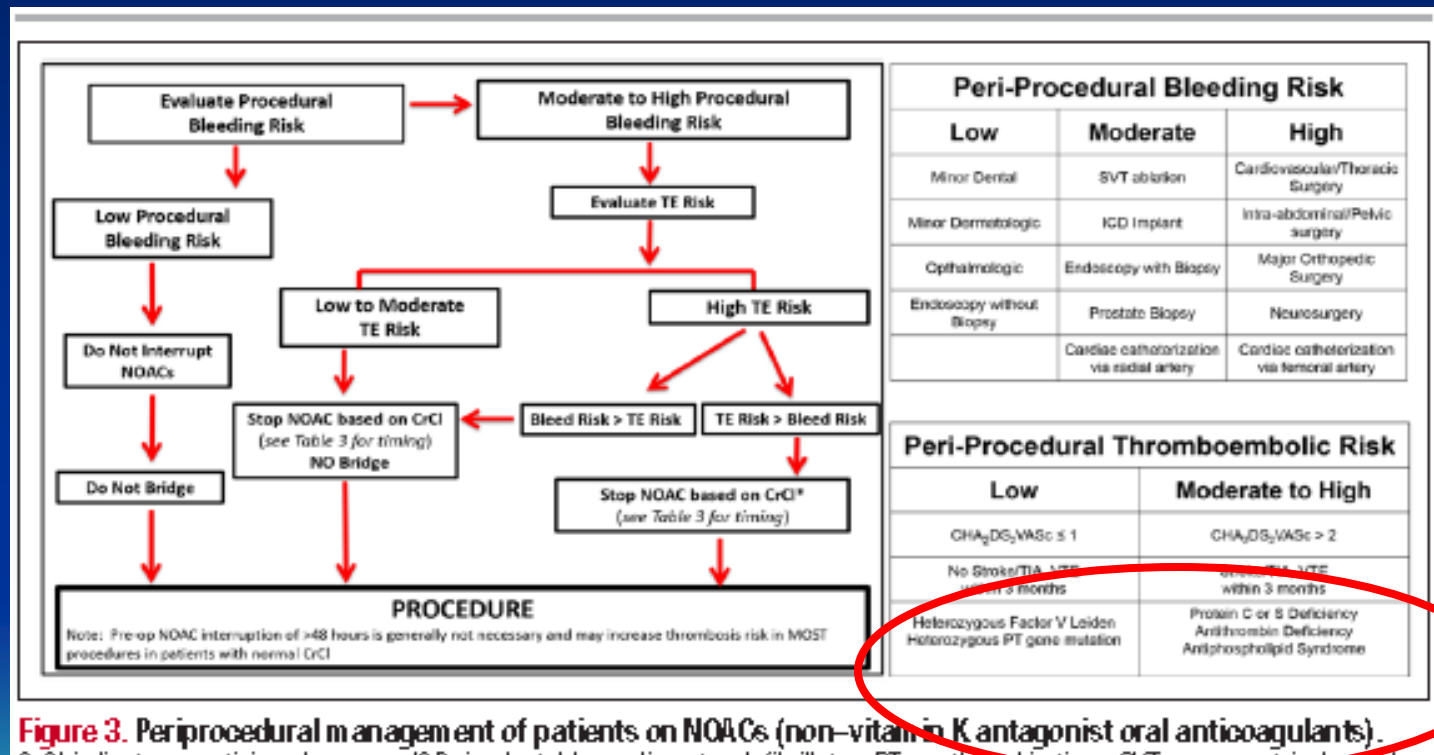 Evaluate Procedural
Bleeding Risk
Moderate to High Procedural
Bleeding Risk
Low Procedural
Bleeding Risk
Evaluate TE Risk
Low to Moderate
TE Risk
High TE Risk
Do Not Interrupt
NOACs
Stop NOAC based on CrCl
(see Table 3 for timing)
NO Bridge
Bleed Risk > TE Risk
TE Risk > Bleed Risk
Do Not Bridge
Stop NOAC based on CrCl*
(see Table 3 for timing)
PROCEDURE
Note: Pre-op NOAC interruption of >48 hours is generally not necessary and may increase thrombosis risk in MOST
procedures in patients with normal CrCl
Peri-Procedural Bleeding Risk
Low Moderate High
Minor Dental SVT ablation Cardiovascular/Thoracic
Surgery
Minor Dermatologic ICD Implant Intra-abdominal/Pelvic
surgery
Opthalmologic Endoscopy with Biopsy Major Orthopedic
Surgery
Endoscopy without
Biopsy Prostate Biopsy Neurosurgery
Cardiac catheterization
via radial artery Cardiac catheterization
via femoral artery
Peri-Procedural Thromboembolic Risk
Low Moderate to High
CHA₂DS₂VASc ≤ 1 CHA₂DS₂VASc > 2
No Stroke/TIA, VTE
within 3 months Stroke/TIA, VTE
within 3 months
Heterozygous Factor V Leiden
Heterozygous PT gene mutation Protein C or S Deficiency
Antithrombin Deficiency
Antiphospholipid Syndrome
Figure 3. Periprocedural management of patients on NOACs (non–vitamin K antagonist oral anticoagulants).